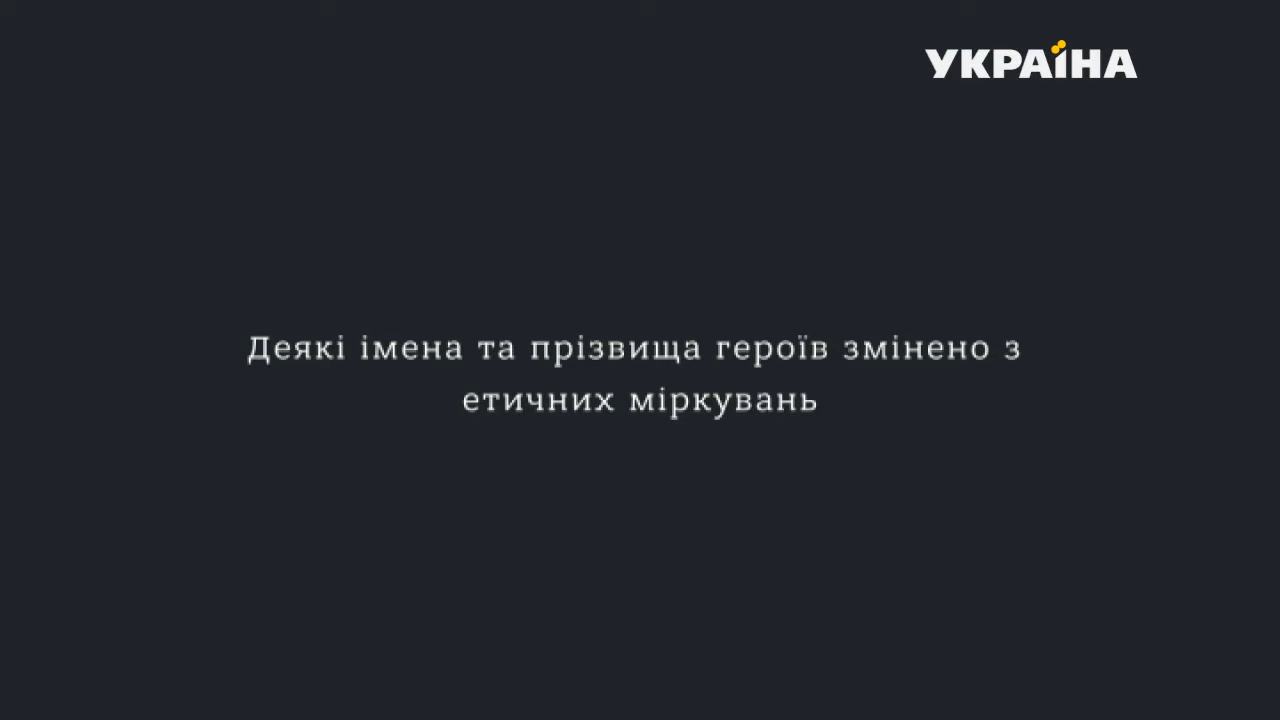 УКРАЇНА
Деякі імена та прізвища героїв змінено з
етичних міркувань